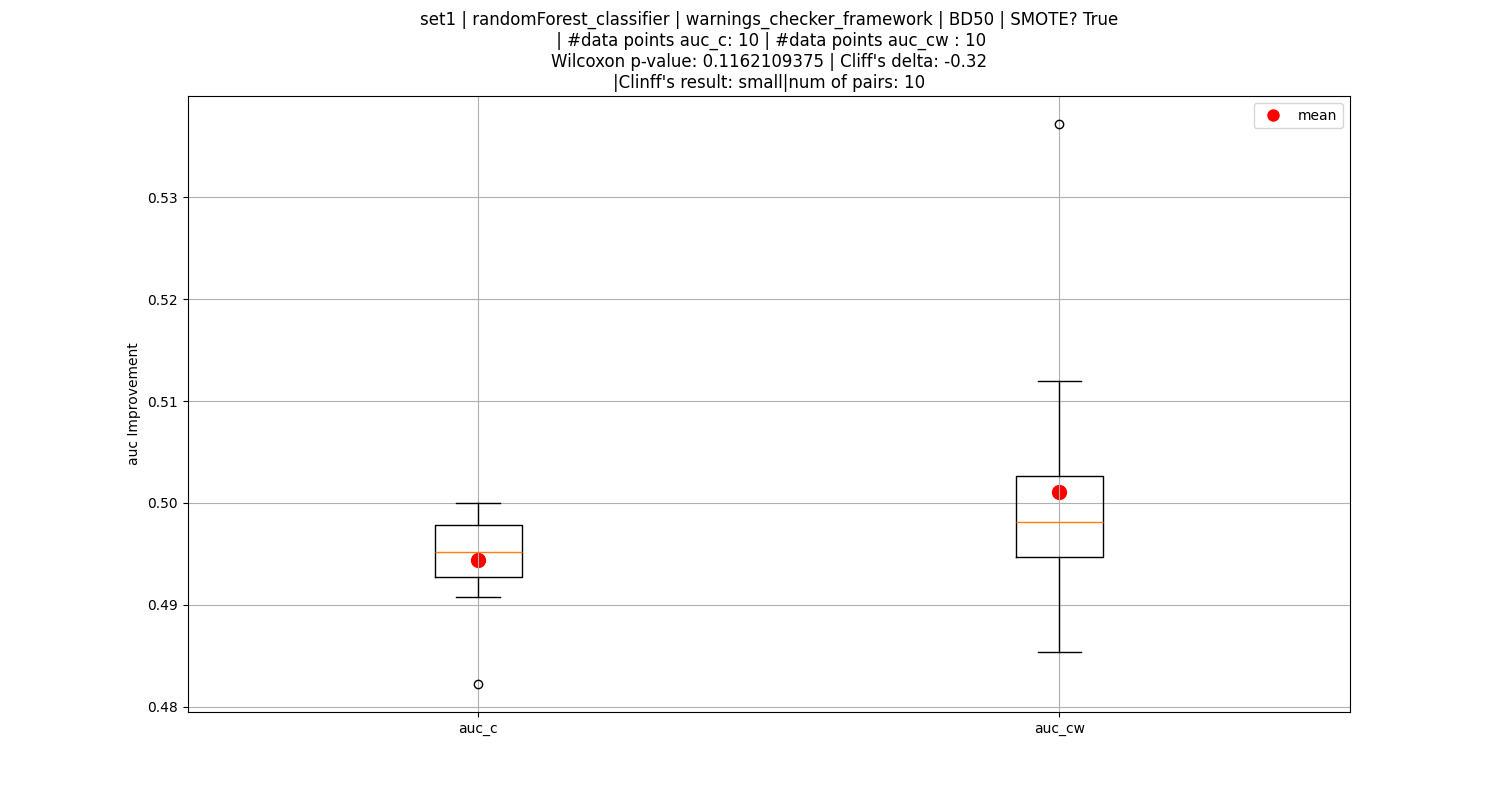 set1 | randomForest_classifier | warnings_checker_framework | BD50 | SMOTE? True
| #data points auc_c: 10 | #data points auc_cw : 10
Wilcoxon p-value: 0.1162109375 | Cliff's delta: -0.32
|Clinff's result: small|num of pairs: 10
mean
0.53
0.52
0.51
0.50
0.49
0.48
auc Improvement
auc_c
auc_cw